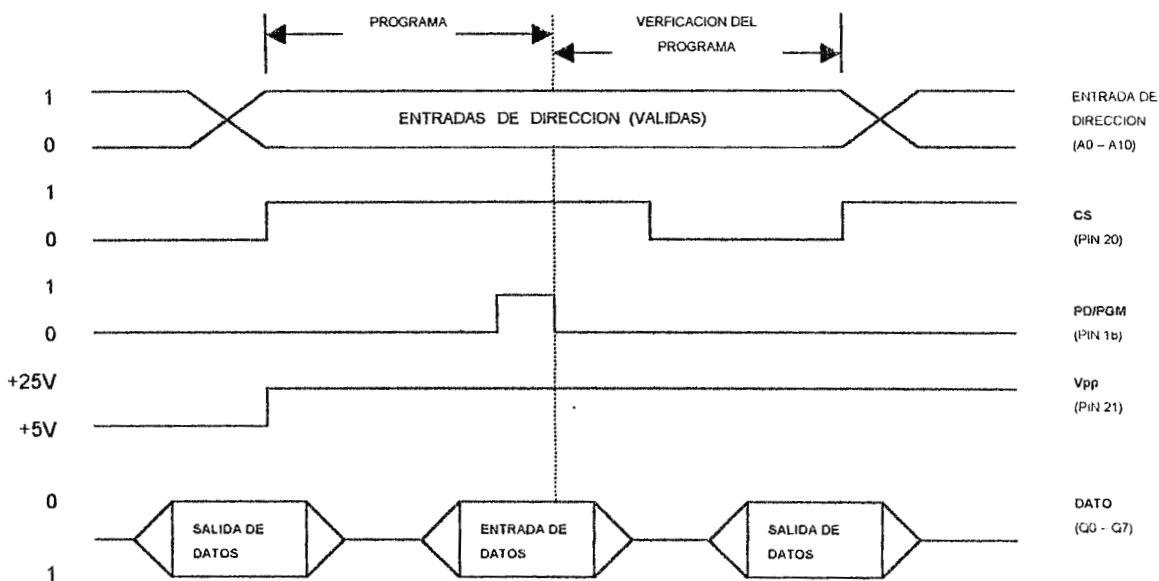 PROGRAMA
VERFICACION DEL
PROGRAMA
1
0
ENTRADAS DE DIRECCION (VALIDAS)
ENTRADA DE
DIRECCION
(A0 – A10)
1
0
CS
(PIN 20)
1
0
PD/PGM
(PIN 1b)
+25V
+5V
Vpp
(PIN 21)
0
1
SALIDA DE
DATOS
ENTRADA DE
DATOS
SALIDA DE
DATOS
DATO
(Q0 - Q7)